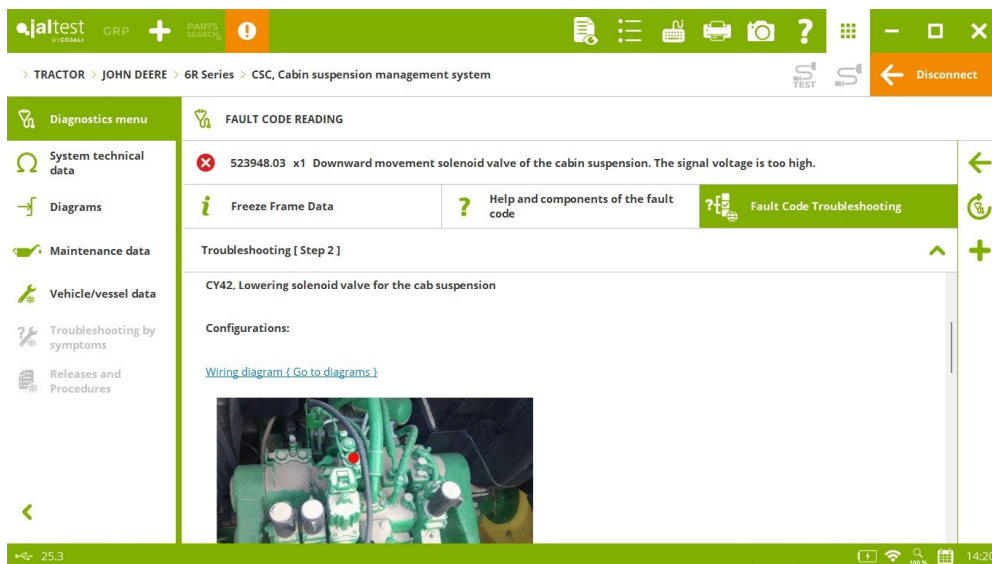 jaltest
BY COJALI
GRP
PARTS
SEARCH
TRACTOR > JOHN DEERE > 6R Series > CSC, Cabin suspension management system
TEST
Disconnect
Diagnostics menu
System technical
data
Diagrams
Maintenance data
Vehicle/vessel data
Troubleshooting by
symptoms
Releases and
Procedures
FAULT CODE READING
523948.03 x1 Downward movement solenoid valve of the cabin suspension. The signal voltage is too high.
Freeze Frame Data
Help and components of the fault
code
Fault Code Troubleshooting
Troubleshooting [ Step 2 ]
CY42, Lowering solenoid valve for the cab suspension
Configurations:
Wiring diagram { Go to diagrams }
25.3
100 %
14:20